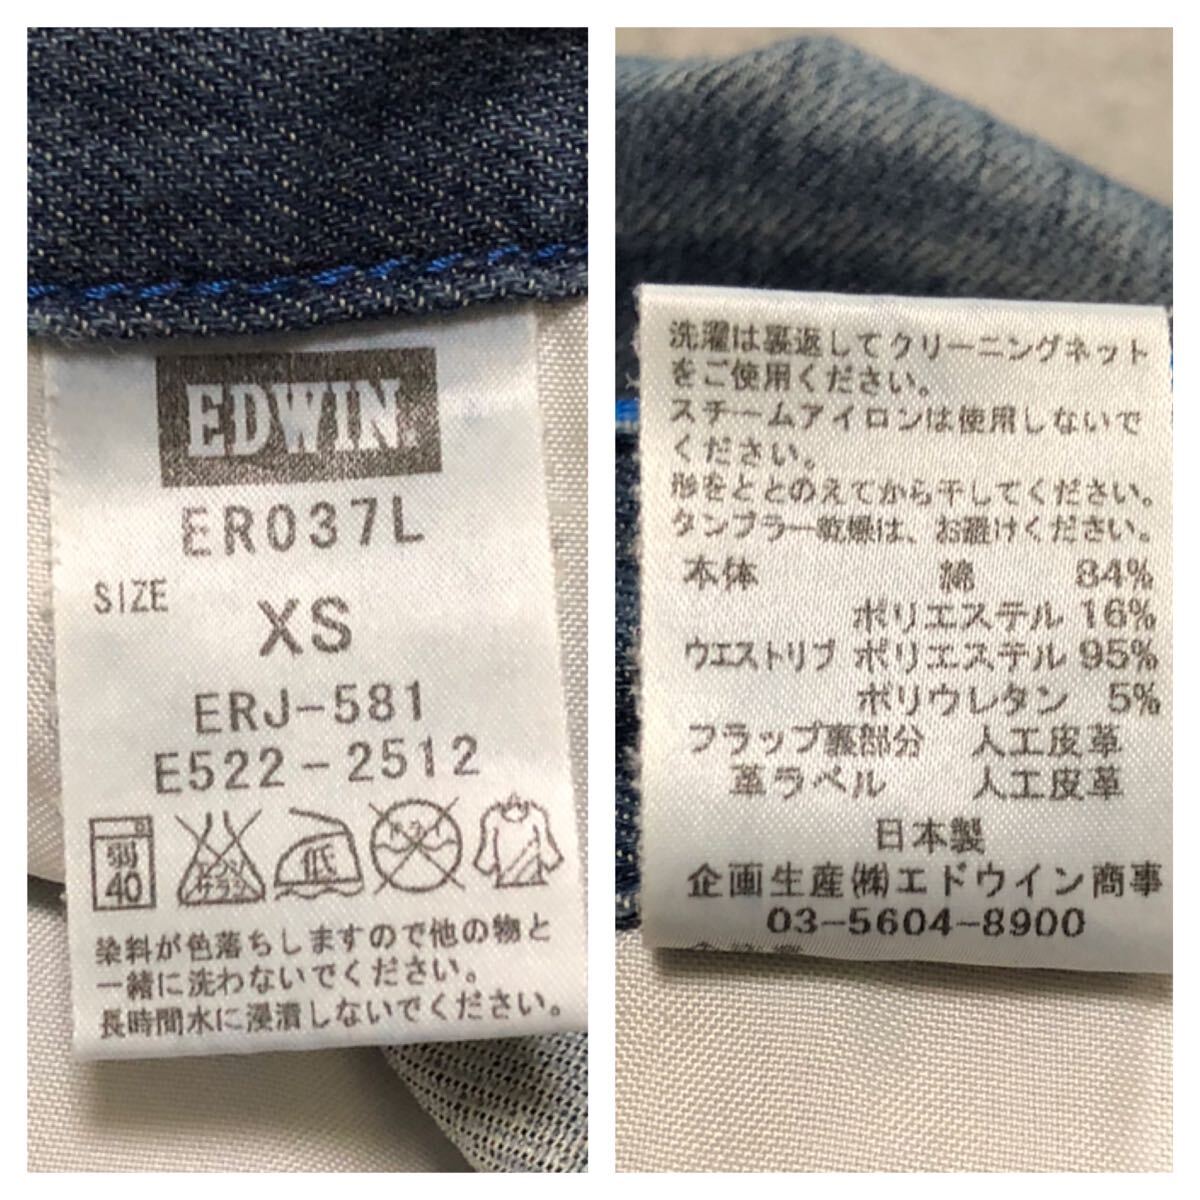 EDWIN.
ER037L
SIZE
XS
ERJ-581
E522-2512
弱
40
エンソ
サラシ
低
ドライ
染料が色落ちしますので他の物と
一緒に洗わないでください。
長時間水に浸漬しないでください。
洗濯は裏返してクリーニングネット
をご使用ください。
スチームアイロンは使用しないで
ください。
形をととのえてから干してください。
タンブラー乾燥は、お避けください。
本体 綿 84%
ポリエステル 16%
ウエストリブ ポリエステル 95%
ポリウレタン 5%
フラップ裏部分 人工皮革
革ラベル 人工皮革
日本製
企画生産㈱エドウイン商事
03-5604-8900